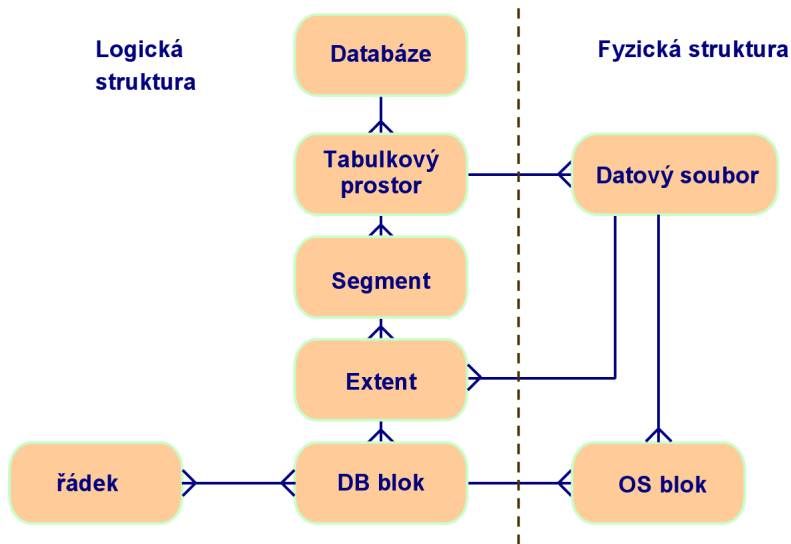 Logická
struktura
Databáze
Fyzická struktura
Tabulkový
prostor
Datový soubor
Segment
Extent
řádek
DB blok
OS blok